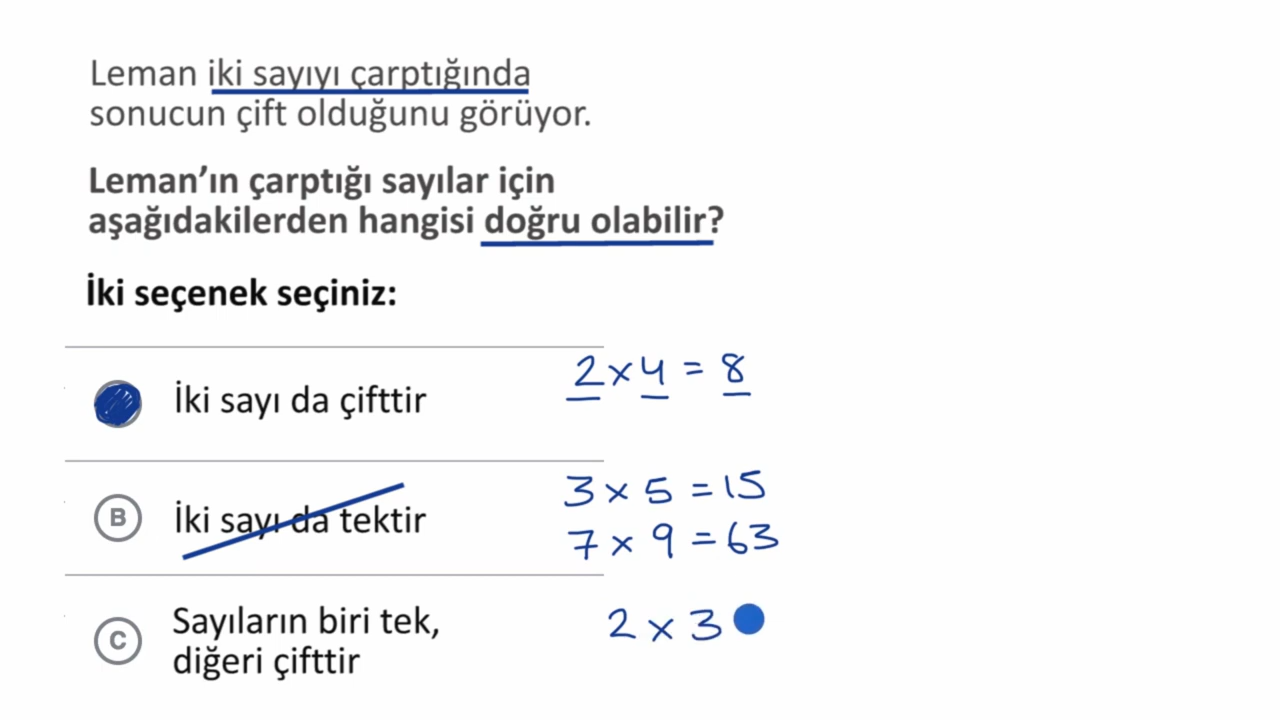 Leman iki sayıyı çarptığında
sonucun çift olduğunu görüyor.
Leman’ın çarptığı sayılar için
aşağıdakilerden hangisi doğru olabilir?
İki seçenek seçiniz:
İki sayı da çifttir
2 x 4 = 8
B İki sayı da tektir
3 x 5 = 15
7 x 9 = 63
C Sayıların biri tek,
diğeri çifttir
2 x 3